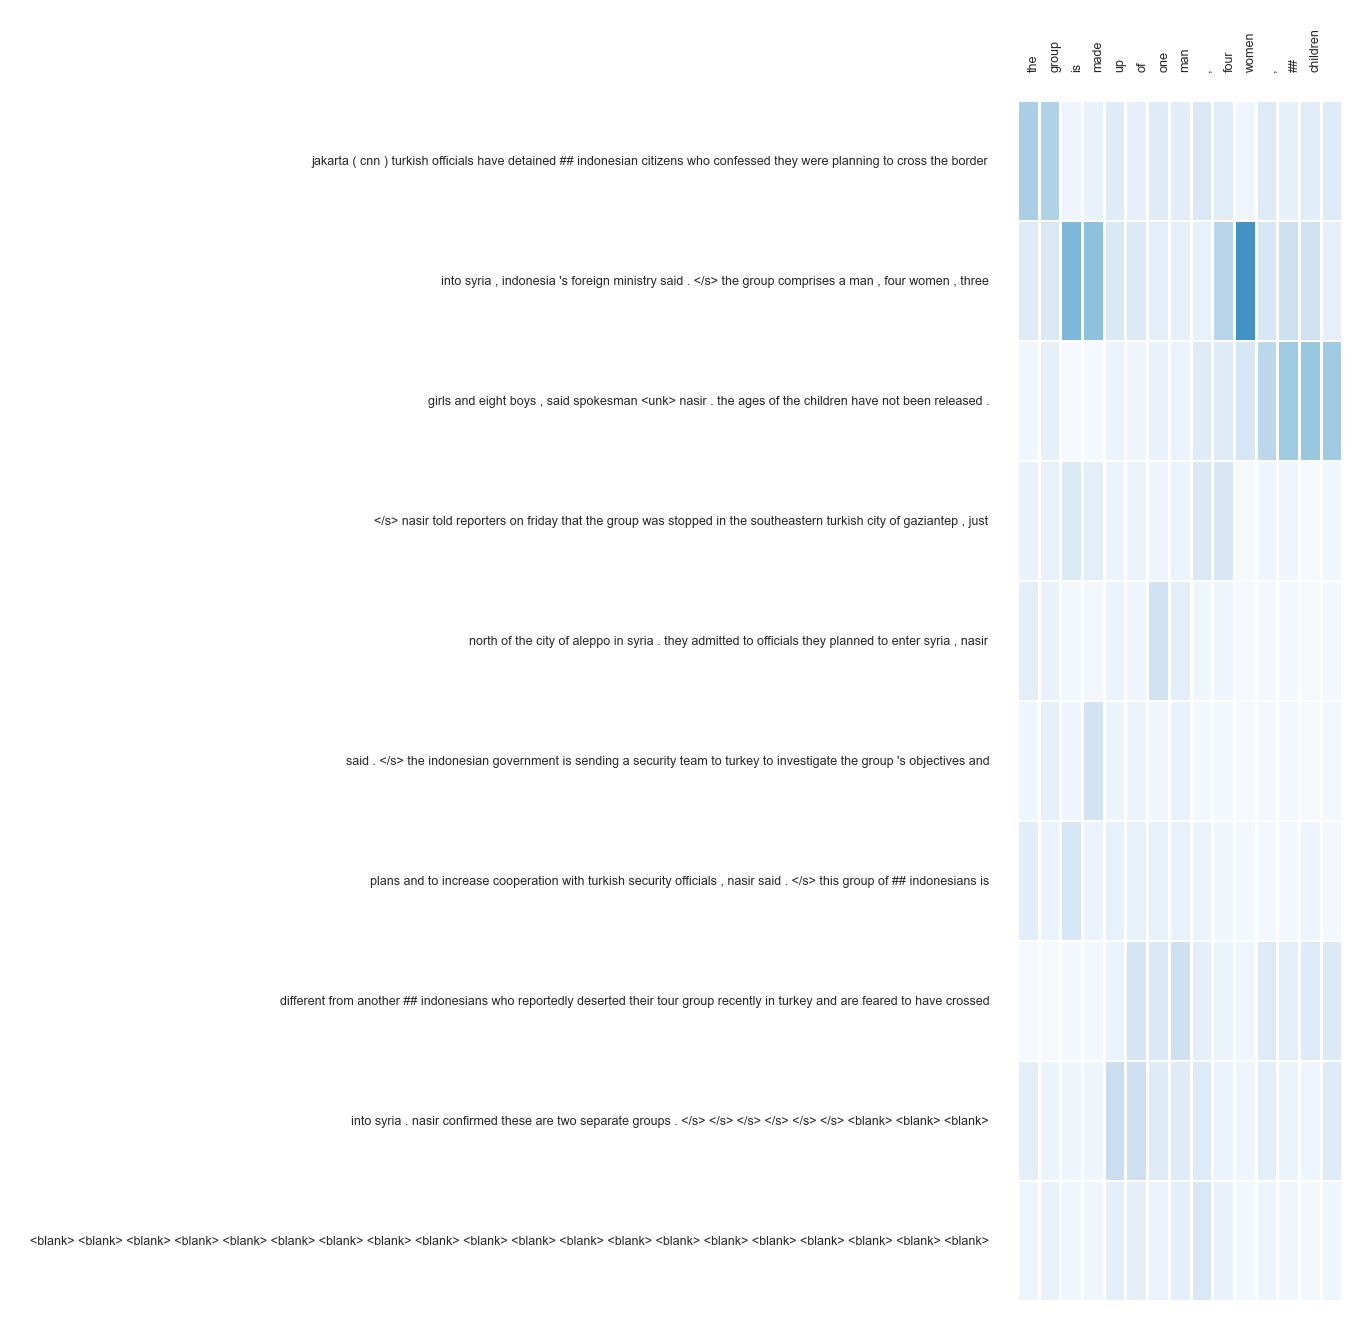 the
group
is
made
up
of
one
man
,
four
women
,
##
children
jakarta ( cnn ) turkish officials have detained ## indonesian citizens who confessed they were planning to cross the border
into syria , indonesia 's foreign ministry said . </s> the group comprises a man , four women , three
girls and eight boys , said spokesman <unk> nasir . the ages of the children have not been released .
</s> nasir told reporters on friday that the group was stopped in the southeastern turkish city of gaziantep , just
north of the city of aleppo in syria . they admitted to officials they planned to enter syria , nasir
said . </s> the indonesian government is sending a security team to turkey to investigate the group 's objectives and
plans and to increase cooperation with turkish security officials , nasir said . </s> this group of ## indonesians is
different from another ## indonesians who reportedly deserted their tour group recently in turkey and are feared to have crossed
into syria . nasir confirmed these are two separate groups . </s> </s> </s> </s> </s> </s> <blank> <blank> <blank>
<blank> <blank> <blank> <blank> <blank> <blank> <blank> <blank> <blank> <blank> <blank> <blank> <blank> <blank> <blank> <blank> <blank> <blank> <blank> <blank>